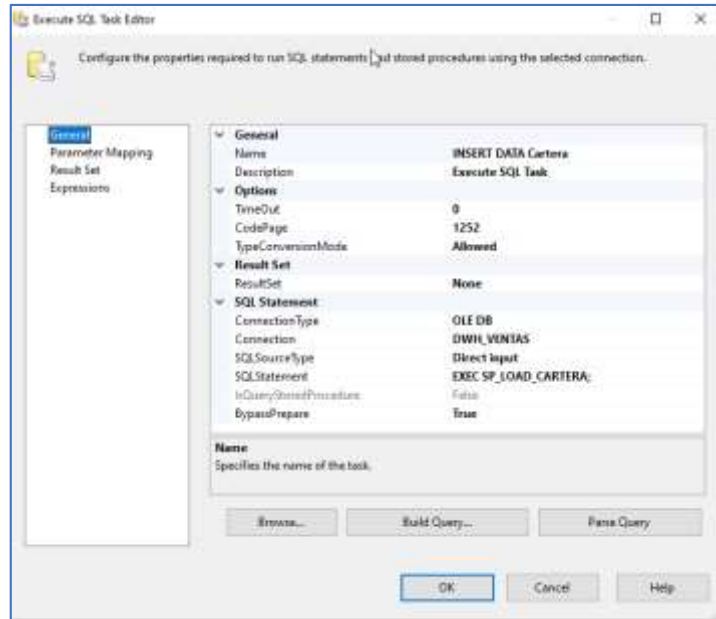 Execute SQL Task Editor
Configure the properties required to run SQL statements and stored procedures using the selected connection.
General
Parameter Mapping
Result Set
Expressions
General
Name INSERT DATA Cartera
Description Execute SQL Task
Options
TimeOut 0
CodePage 1252
TypeConversionMode Allowed
Result Set
ResultSet None
SQL Statement
ConnectionType OLE DB
Connection DWH_VENTAS
SQLSourceType Direct input
SQLStatement EXEC SP_LOAD_CARTERA;
IsQueryStoredProcedure False
BypassPrepare True
Name
Specifies the name of the task.
Browse...
Build Query...
Parse Query
OK
Cancel
Help